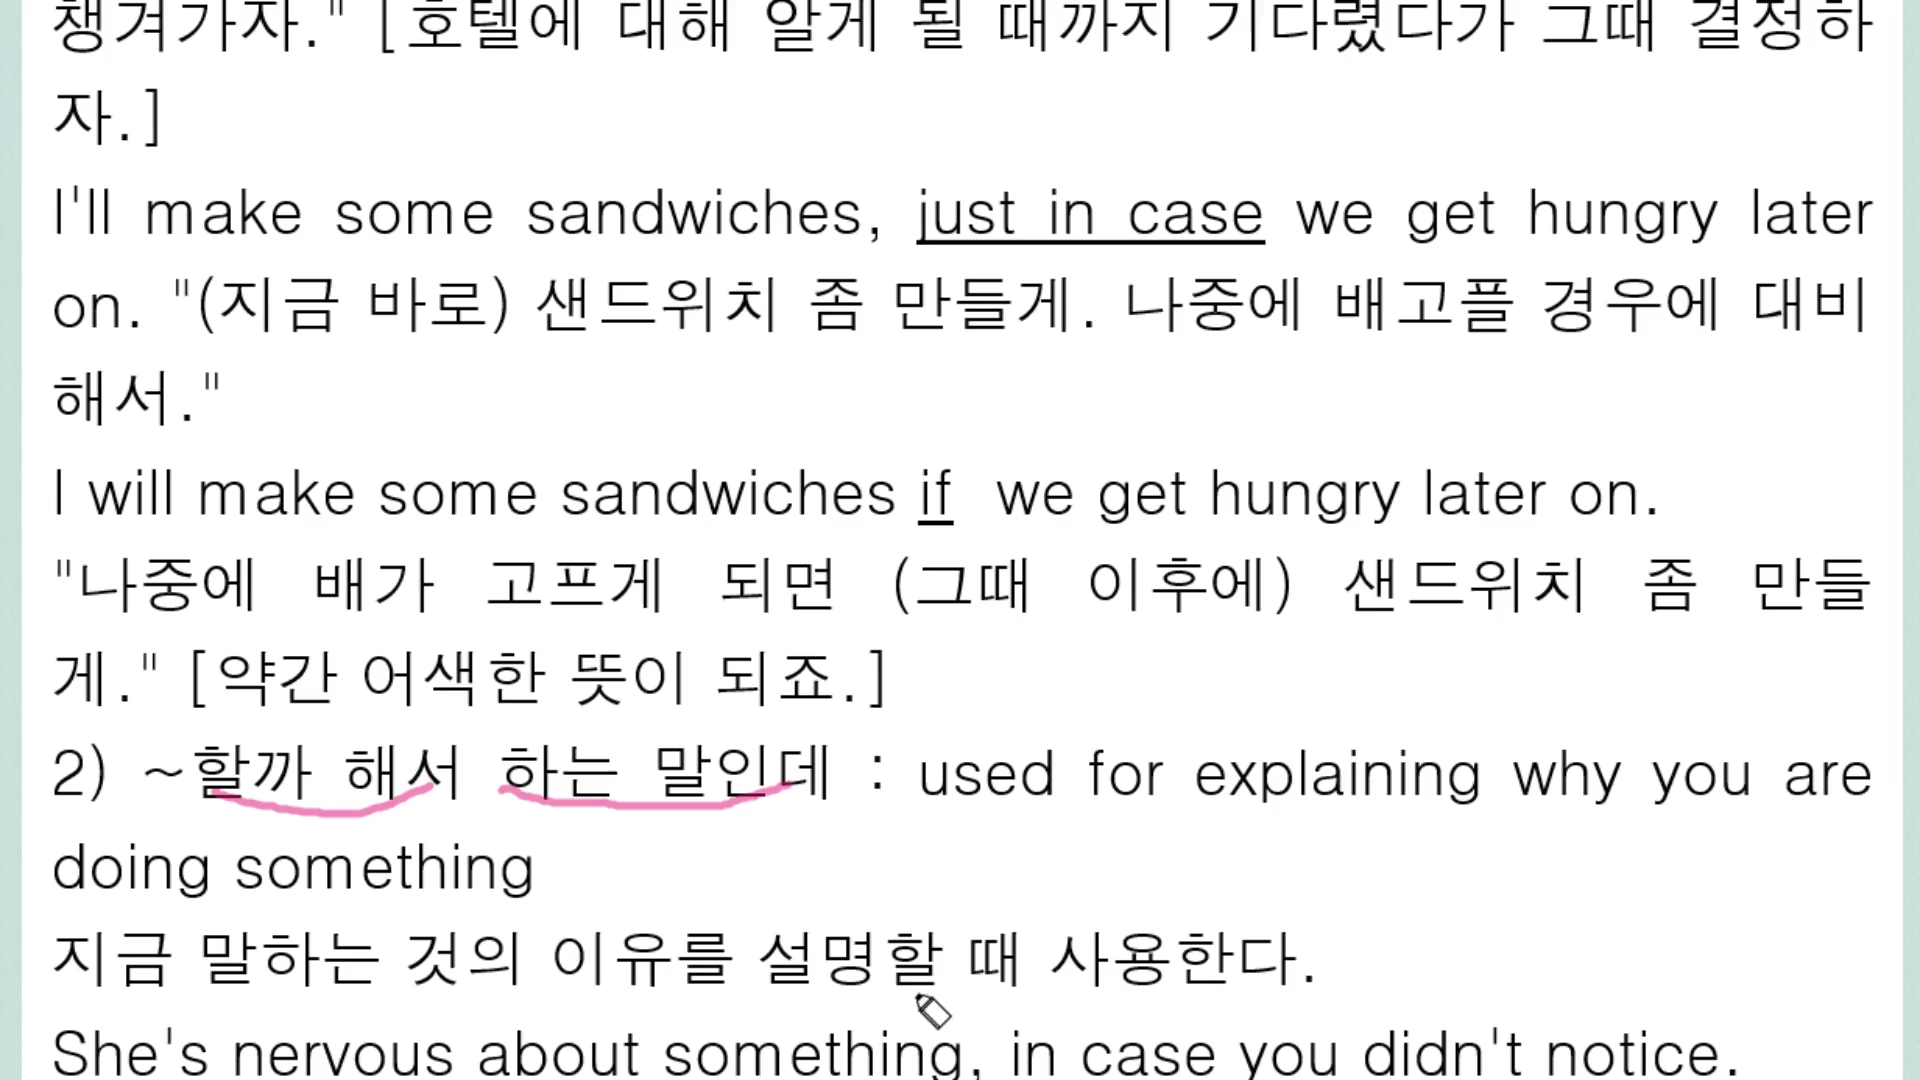 챙겨가자." [호텔에 대해 알게 될 때까지 기다렸다가 그때 결정하
자.]
I'll make some sandwiches, just in case we get hungry later
on. "(지금 바로) 샌드위치 좀 만들게. 나중에 배고플 경우에 대비
해서."
I will make some sandwiches if we get hungry later on.
"나중에 배가 고프게 되면 (그때 이후에) 샌드위치 좀 만들
게." [약간 어색한 뜻이 되죠.]
2) ~할까 해서 하는 말인데 : used for explaining why you are
doing something
지금 말하는 것의 이유를 설명할 때 사용한다.
She's nervous about something, in case you didn't notice.